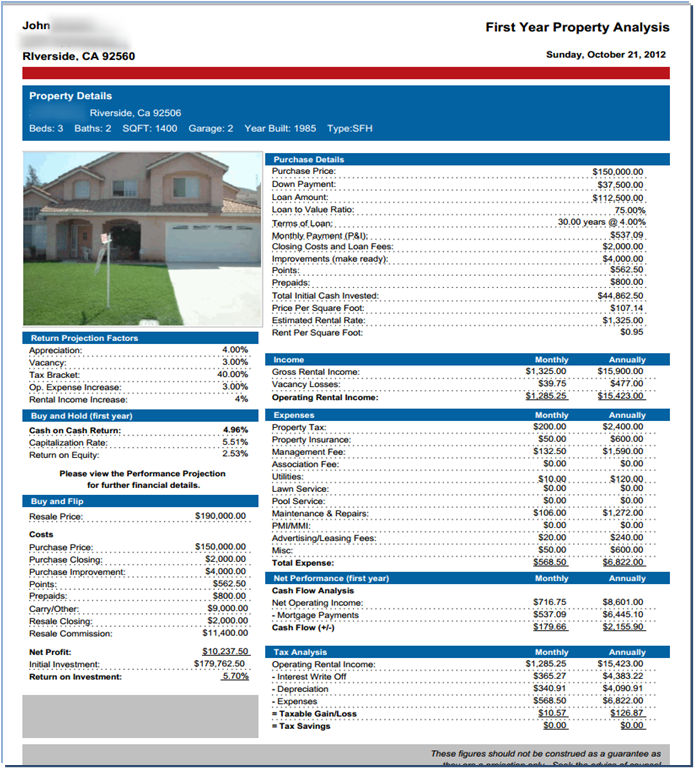 John
First Year Property Analysis
RIverside, CA 92560
Sunday, October 21, 2012
Property Details
Riverside, Ca 92506
Beds: 3 Baths: 2 SQFT: 1400 Garage: 2 Year Built: 1985 Type:SFH
Return Projection Factors
Appreciation: 4.00%
Vacancy: 3.00%
Tax Bracket: 40.00%
Op. Expense Increase: 3.00%
Rental Income Increase: 4%
Buy and Hold (first year)
Cash on Cash Return: 4.96%
Capitalization Rate: 5.51%
Return on Equity: 2.53%
Please view the Performance Projection
for further financial details.
Buy and Flip
Resale Price: $190,000.00
Costs
Purchase Price: $150,000.00
Purchase Closing: $2,000.00
Purchase Improvement: $4,000.00
Points: $562.50
Prepaids: $800.00
Carry/Other: $9,000.00
Resale Closing: $2,000.00
Resale Commission: $11,400.00
Net Profit: $10,237.50
Initial Investment: $179,762.50
Return on Investment: 5.70%
Purchase Details
Purchase Price: $150,000.00
Down Payment: $37,500.00
Loan Amount: $112,500.00
Loan to Value Ratio: 75.00%
Terms of Loan: 30.00 years @ 4.00%
Monthly Payment (P&I): $537.09
Closing Costs and Loan Fees: $2,000.00
Improvements (make ready): $4,000.00
Points: $562.50
Prepaids: $800.00
Total Initial Cash Invested: $44,862.50
Price Per Square Foot: $107.14
Estimated Rental Rate: $1,325.00
Rent Per Square Foot: $0.95
Income Monthly Annually
Gross Rental Income: $1,325.00 $15,900.00
Vacancy Losses: $39.75 $477.00
Operating Rental Income: $1,285.25 $15,423.00
Expenses Monthly Annually
Property Tax: $200.00 $2,400.00
Property Insurance: $50.00 $600.00
Management Fee: $132.50 $1,590.00
Association Fee: $0.00 $0.00
Utilities: $10.00 $120.00
Lawn Service: $0.00 $0.00
Pool Service: $0.00 $0.00
Maintenance & Repairs: $106.00 $1,272.00
PMI/MMI: $0.00 $0.00
Advertising/Leasing Fees: $20.00 $240.00
Misc: $50.00 $600.00
Total Expense: $568.50 $6,822.00
Net Performance (first year) Monthly Annually
Cash Flow Analysis
Net Operating Income: $716.75 $8,601.00
- Mortgage Payments $537.09 $6,445.10
Cash Flow (+/-) $179.66 $2,155.90
Tax Analysis Monthly Annually
Operating Rental Income: $1,285.25 $15,423.00
- Interest Write Off $365.27 $4,383.22
- Depreciation $340.91 $4,090.91
- Expenses $568.50 $6,822.00
= Taxable Gain/Loss $10.57 $126.87
= Tax Savings $0.00 $0.00
These figures should not be construed as a guarantee as
they are a projection only. Seek the advice of counsel